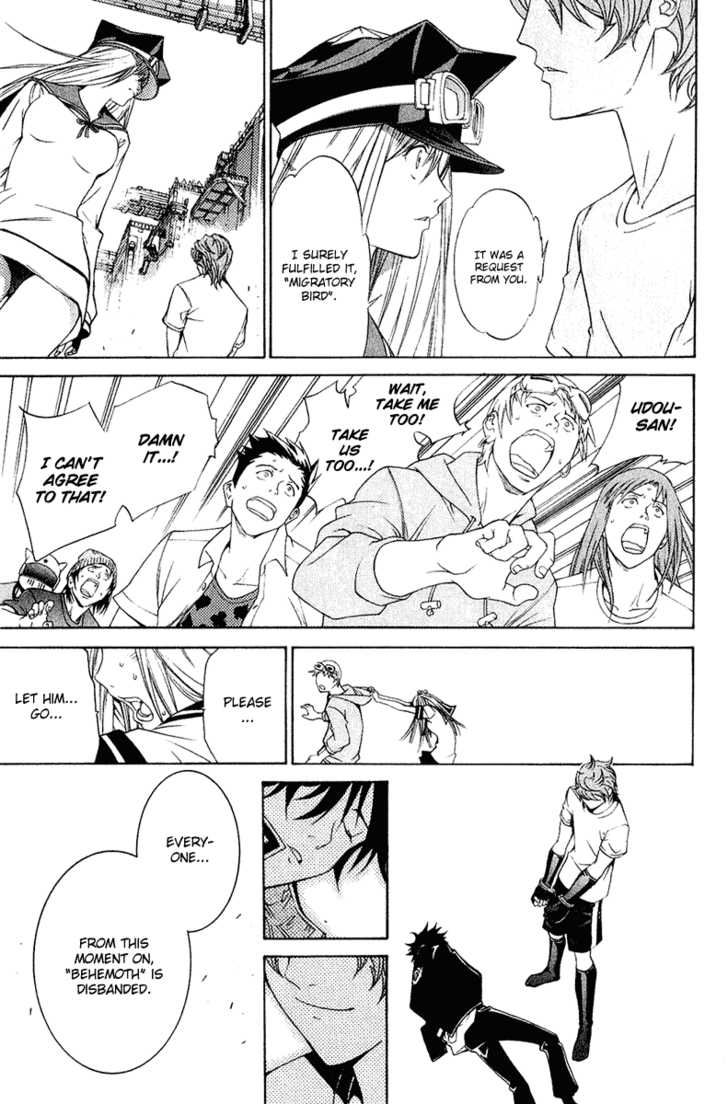 IT WAS A
REQUEST
FROM YOU.
I SURELY
FULFILLED IT,
"MIGRATORY
BIRD".
UDOU-
SAN!
WAIT,
TAKE ME
TOO!
TAKE
US
TOO...!
DAMN
IT...!
I CAN'T
AGREE
TO THAT!
PLEASE
...
LET HIM...
GO...
EVERY-
ONE...
FROM THIS
MOMENT ON,
"BEHEMOTH" IS
DISBANDED.